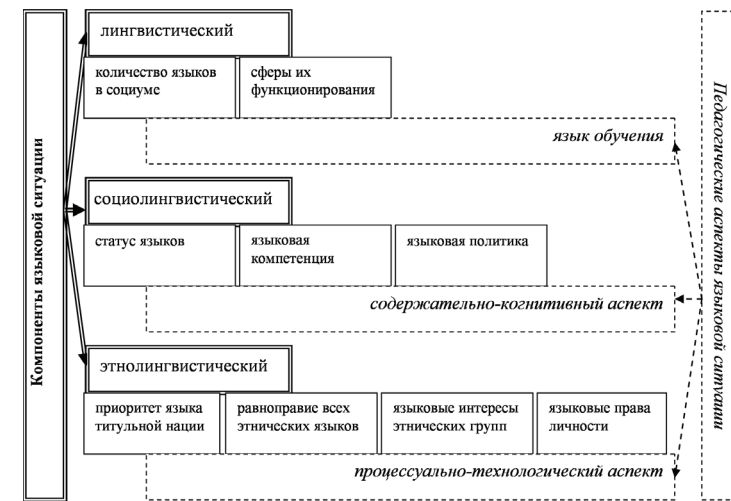 Компоненты языковой ситуации
лингвистический
количество языков
в социуме
сферы их
функционирования
язык обучения
социолингвистический
статус языков
языковая
компетенция
языковая политика
содержательно-когнитивный аспект
этнолингвистический
приоритет языка
титульной нации
равноправие всех
этнических языков
языковые интересы
этнических групп
языковые права
личности
процессуально-технологический аспект
Педагогические аспекты языковой ситуации